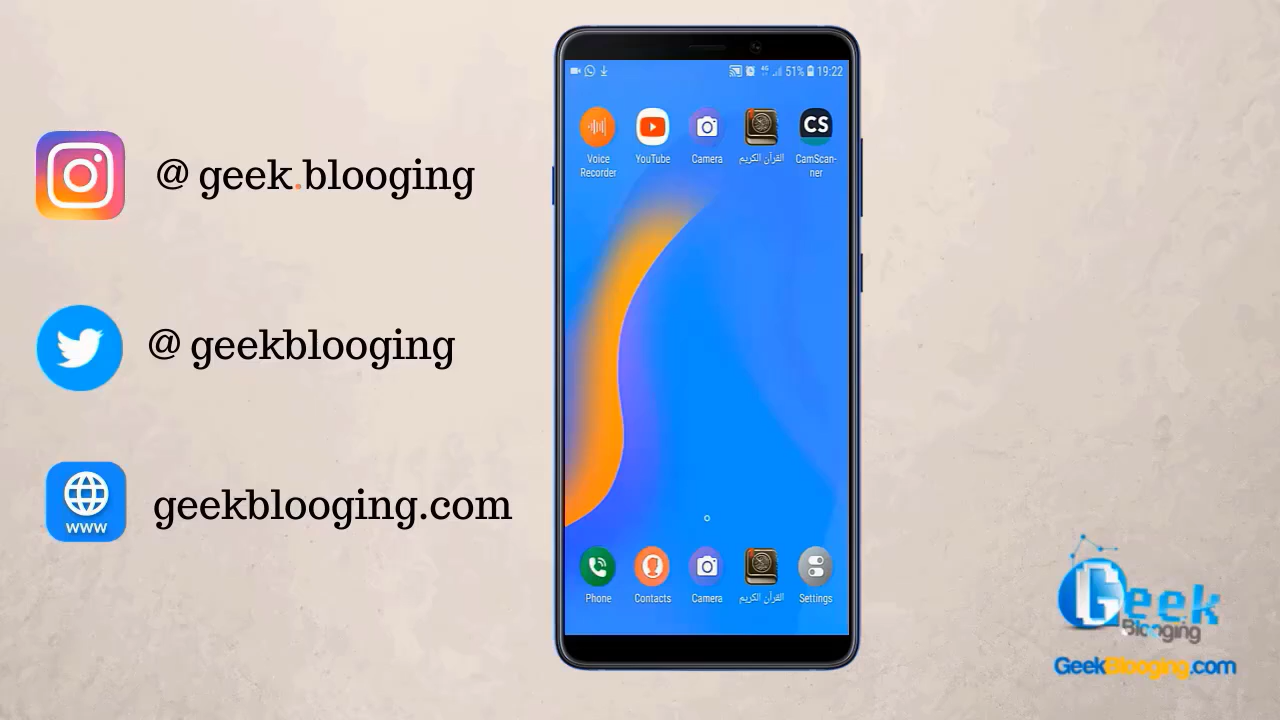 @ geek.blooging
@ geekblooging
www
geekblooging.com
4G 51% 19:22
Voice Recorder
YouTube
Camera
القرآن الكريم
CS
CamScan-
ner
Phone
Contacts
Camera
القرآن الكريم
Settings
Geek
Blooging
GeekBlooging.com